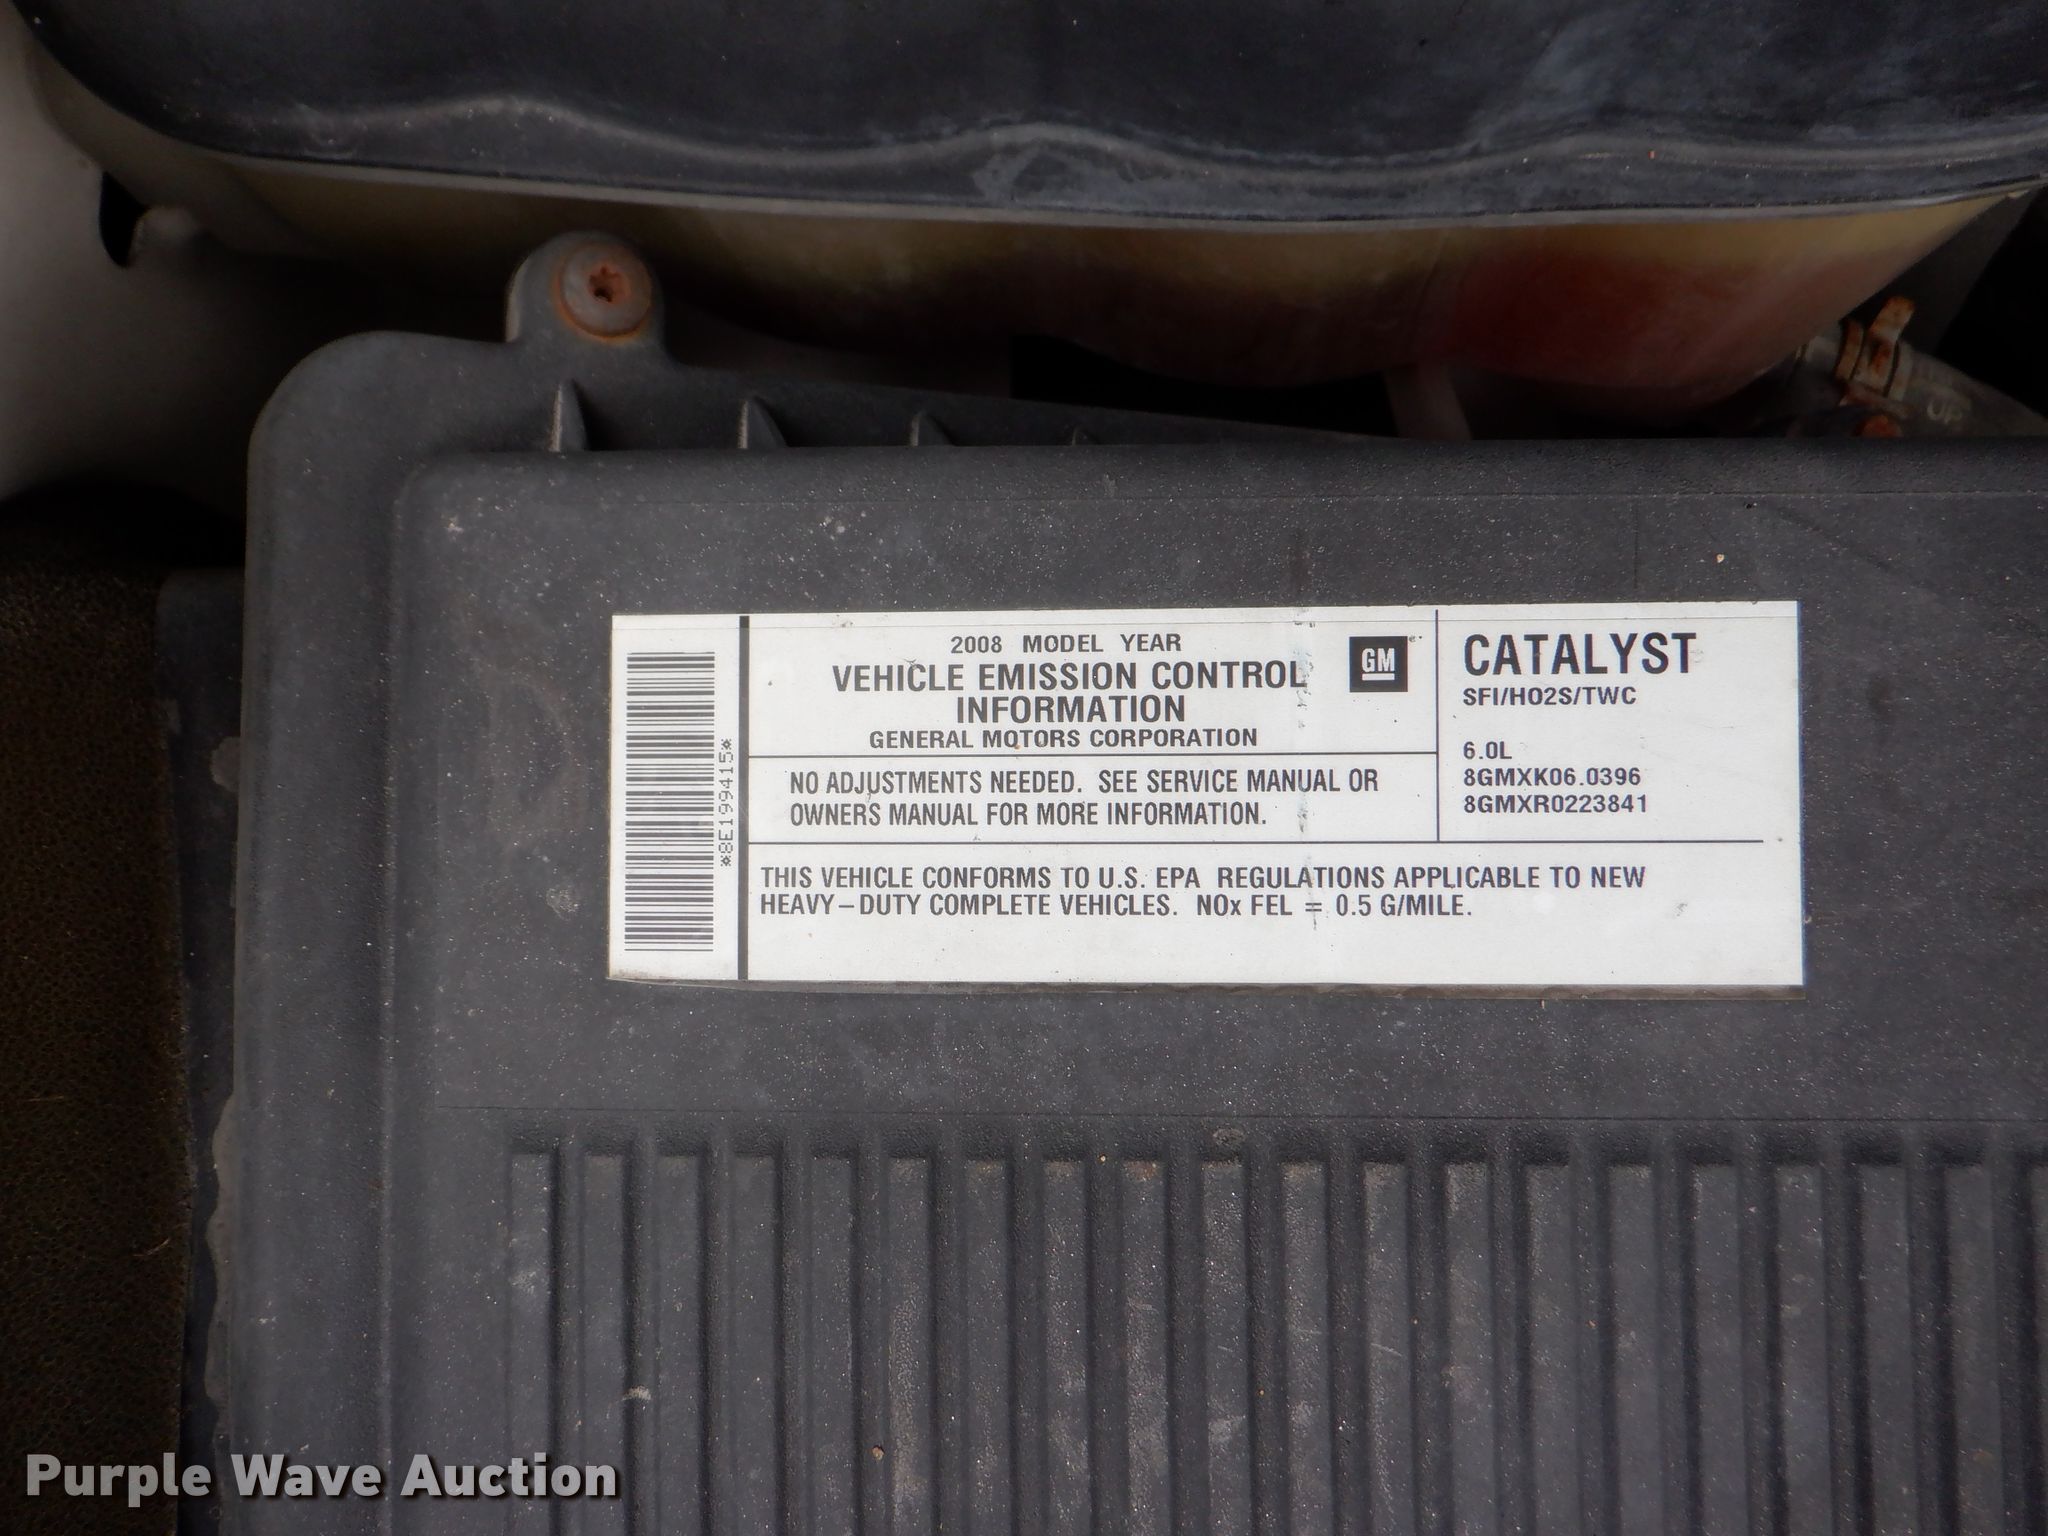 UP
2008 MODEL YEAR
VEHICLE EMISSION CONTROL
INFORMATION
GENERAL MOTORS CORPORATION
GM
NO ADJUSTMENTS NEEDED. SEE SERVICE MANUAL OR
OWNERS MANUAL FOR MORE INFORMATION.
CATALYST
SFI/HO2S/TWC
6.0L
8GMXK06.0396
8GMXR0223841
THIS VEHICLE CONFORMS TO U.S. EPA REGULATIONS APPLICABLE TO NEW
HEAVY–DUTY COMPLETE VEHICLES. NOx FEL = 0.5 G/MILE.
*8E199415*
Purple Wave Auction